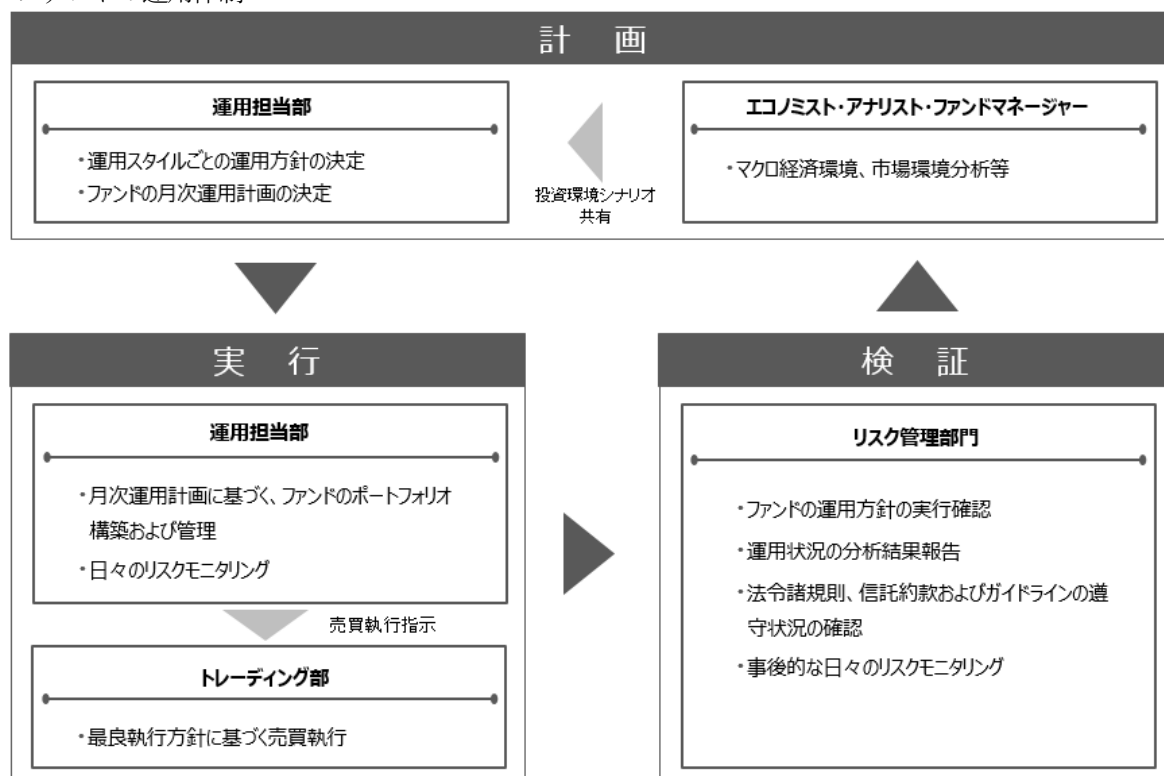 計 画
運用担当部
・運用スタイルごとの運用方針の決定
・ファンドの月次運用計画の決定
投資環境シナリオ
共有
エコノミスト・アナリスト・ファンドマネージャー
・マクロ経済環境、市場環境分析等
実 行
運用担当部
・月次運用計画に基づく、ファンドのポートフォリオ
構築および管理
・日々のリスクモニタリング
売買執行指示
トレーディング部
・最良執行方針に基づく売買執行
検 証
リスク管理部門
・ファンドの運用方針の実行確認
・運用状況の分析結果報告
・法令諸規則、信託約款およびガイドラインの遵
守状況の確認
・事後的な日々のリスクモニタリング